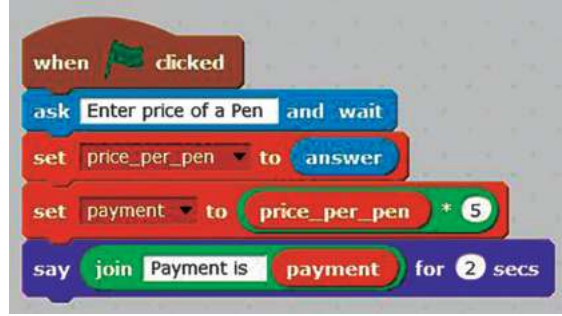 when clicked
ask Enter price of a Pen and wait
set price_per_pen to answer
set payment to price_per_pen * 5
say join Payment is payment for 2 secs